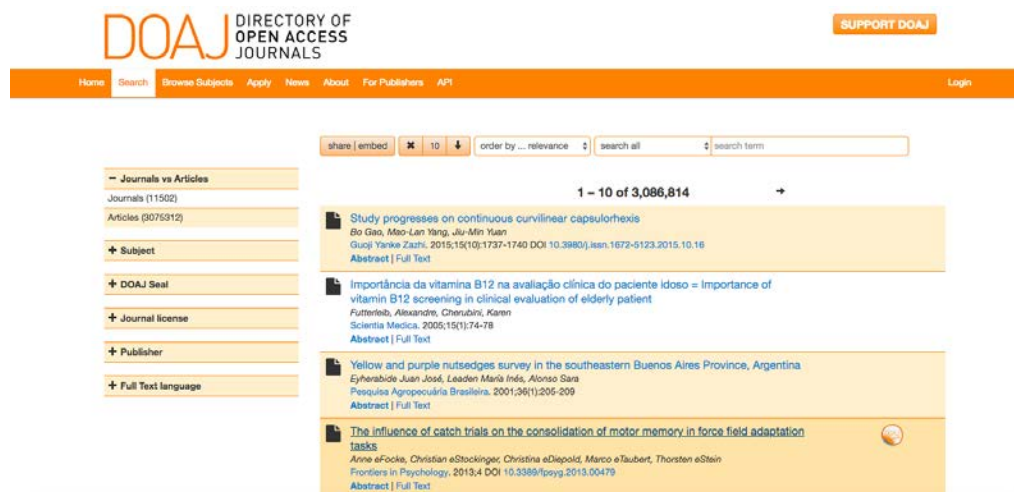 DOAJ
DIRECTORY OF
OPEN ACCESS
JOURNALS
SUPPORT DOAJ
Home Search Browse Subjects Apply News About For Publishers API Login
share | embed 10 order by ... relevance search all search term
1 – 10 of 3,086,814
− Journals vs Articles
Journals (11502)
Articles (3075312)
+ Subject
+ DOAJ Seal
+ Journal license
+ Publisher
+ Full Text language
Study progresses on continuous curvilinear capsulorhexis
Bo Gao, Mao-Lan Yang, Jiu-Min Yuan
Guoji Yanke Zazhi. 2015;15(10):1737-1740 DOI 10.3980/j.issn.1672-5123.2015.10.16
Abstract | Full Text
Importância da vitamina B12 na avaliação clínica do paciente idoso = Importance of
vitamin B12 screening in clinical evaluation of elderly patient
Futterleib, Alexandre, Cherubini, Karen
Scientia Medica. 2005;15(1):74-78
Abstract | Full Text
Yellow and purple nutsedges survey in the southeastern Buenos Aires Province, Argentina
Eyherabide Juan José, Leaden María Inés, Alonso Sara
Pesquisa Agropecuária Brasileira. 2001;36(1):205-209
Abstract | Full Text
The influence of catch trials on the consolidation of motor memory in force field adaptation
tasks
Anne eFocke, Christian eStockinger, Christina eDiepold, Marco eTaubert, Thorsten eStein
Frontiers in Psychology. 2013;4 DOI 10.3389/fpsyg.2013.00479
Abstract | Full Text